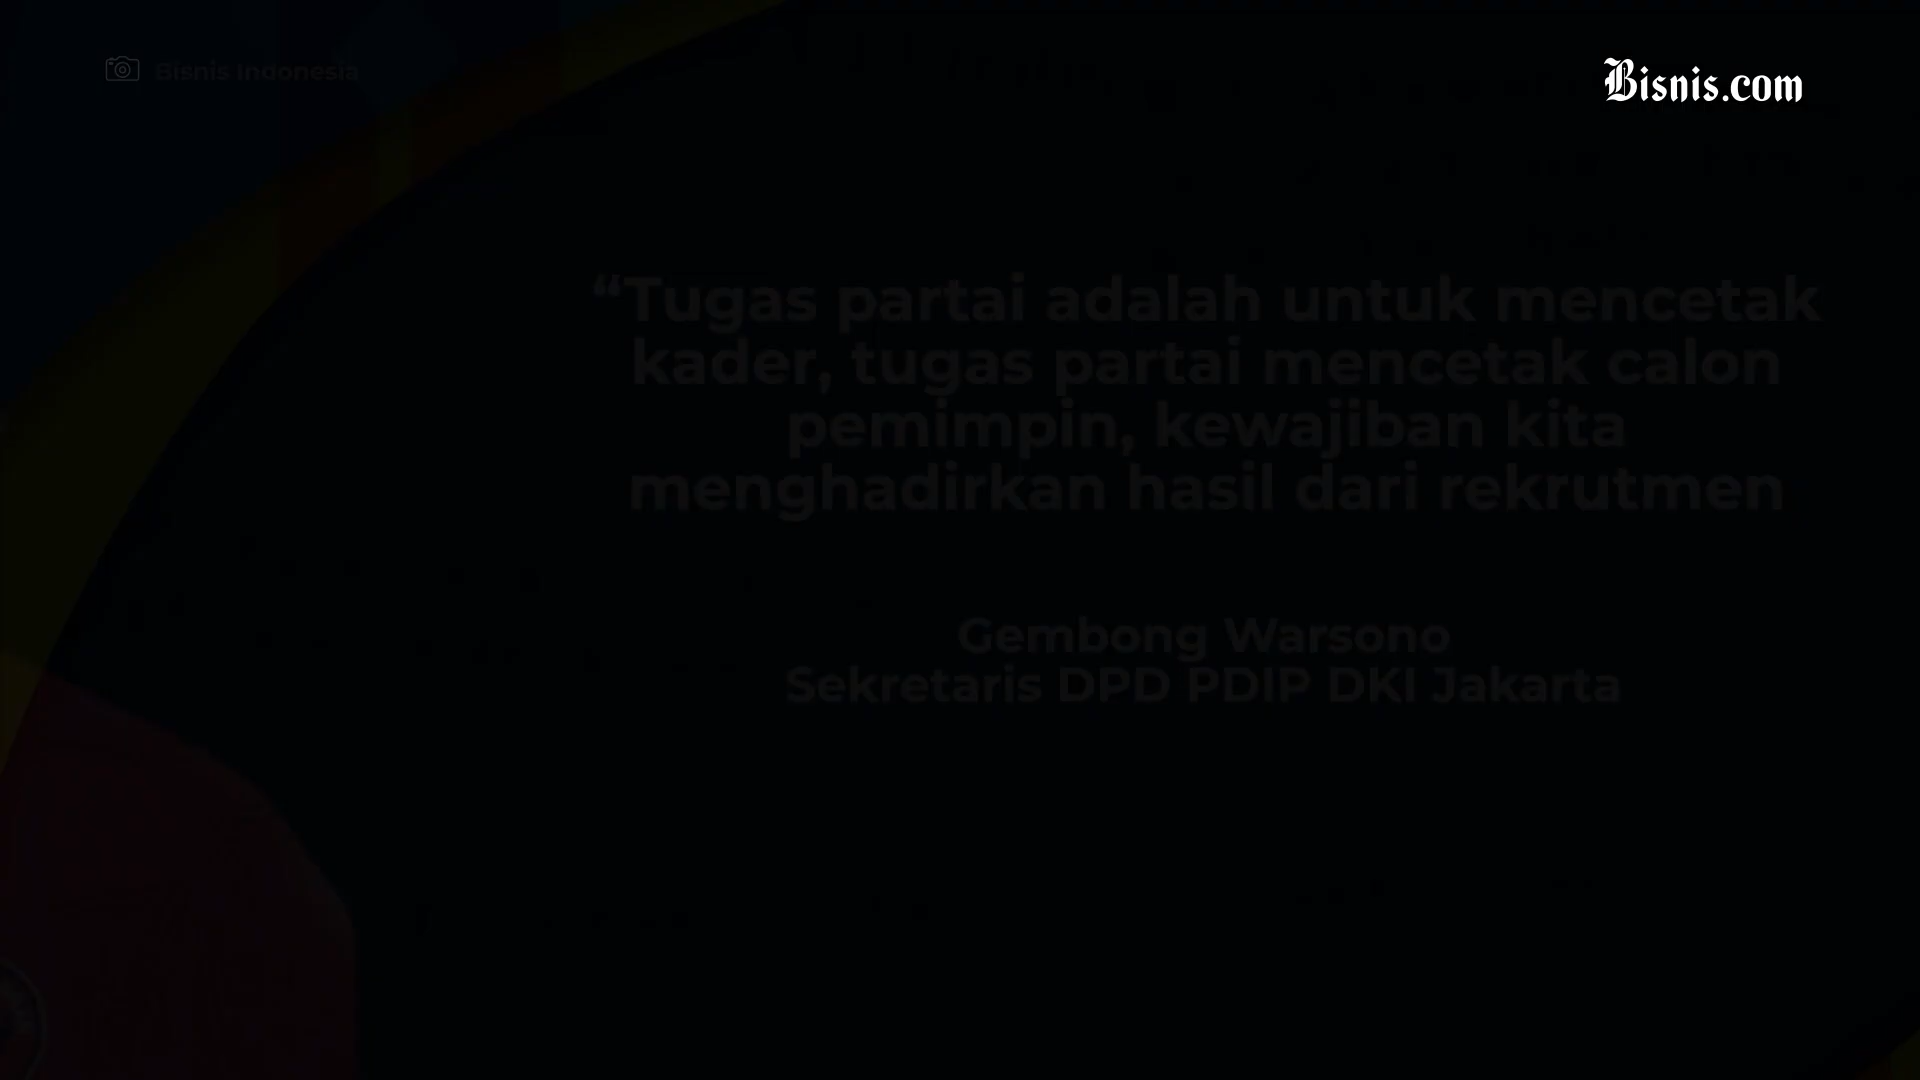 Bisnis Indonesia
Bisnis.com
“Tugas partai adalah untuk mencetak
kader, tugas partai mencetak calon
pemimpin, kewajiban kita
menghadirkan hasil dari rekrutmen
Gembong Warsono
Sekretaris DPD PDIP DKI Jakarta